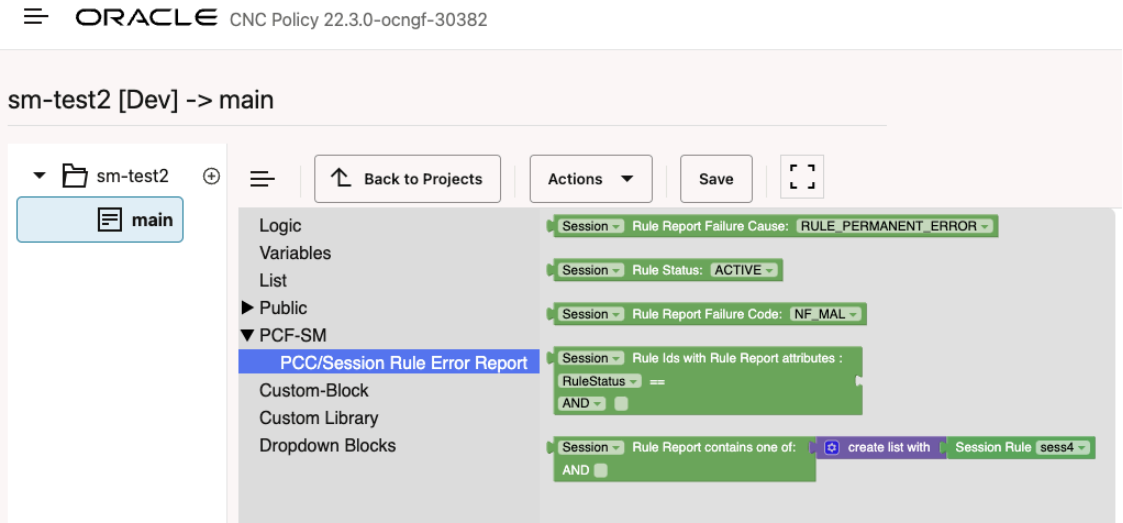 ORACLE CNC Policy 22.3.0-ocngf-30382
sm-test2 [Dev] -> main
sm-test2
main
Back to Projects
Actions
Save
Logic
Variables
List
Public
PCF-SM
PCC/Session Rule Error Report
Custom-Block
Custom Library
Dropdown Blocks
Session Rule Report Failure Cause: RULE_PERMANENT_ERROR
Session Rule Status: ACTIVE
Session Rule Report Failure Code: NF_MAL
Session Rule Ids with Rule Report attributes :
RuleStatus ==
AND
Session Rule Report contains one of: create list with Session Rule sess4
AND